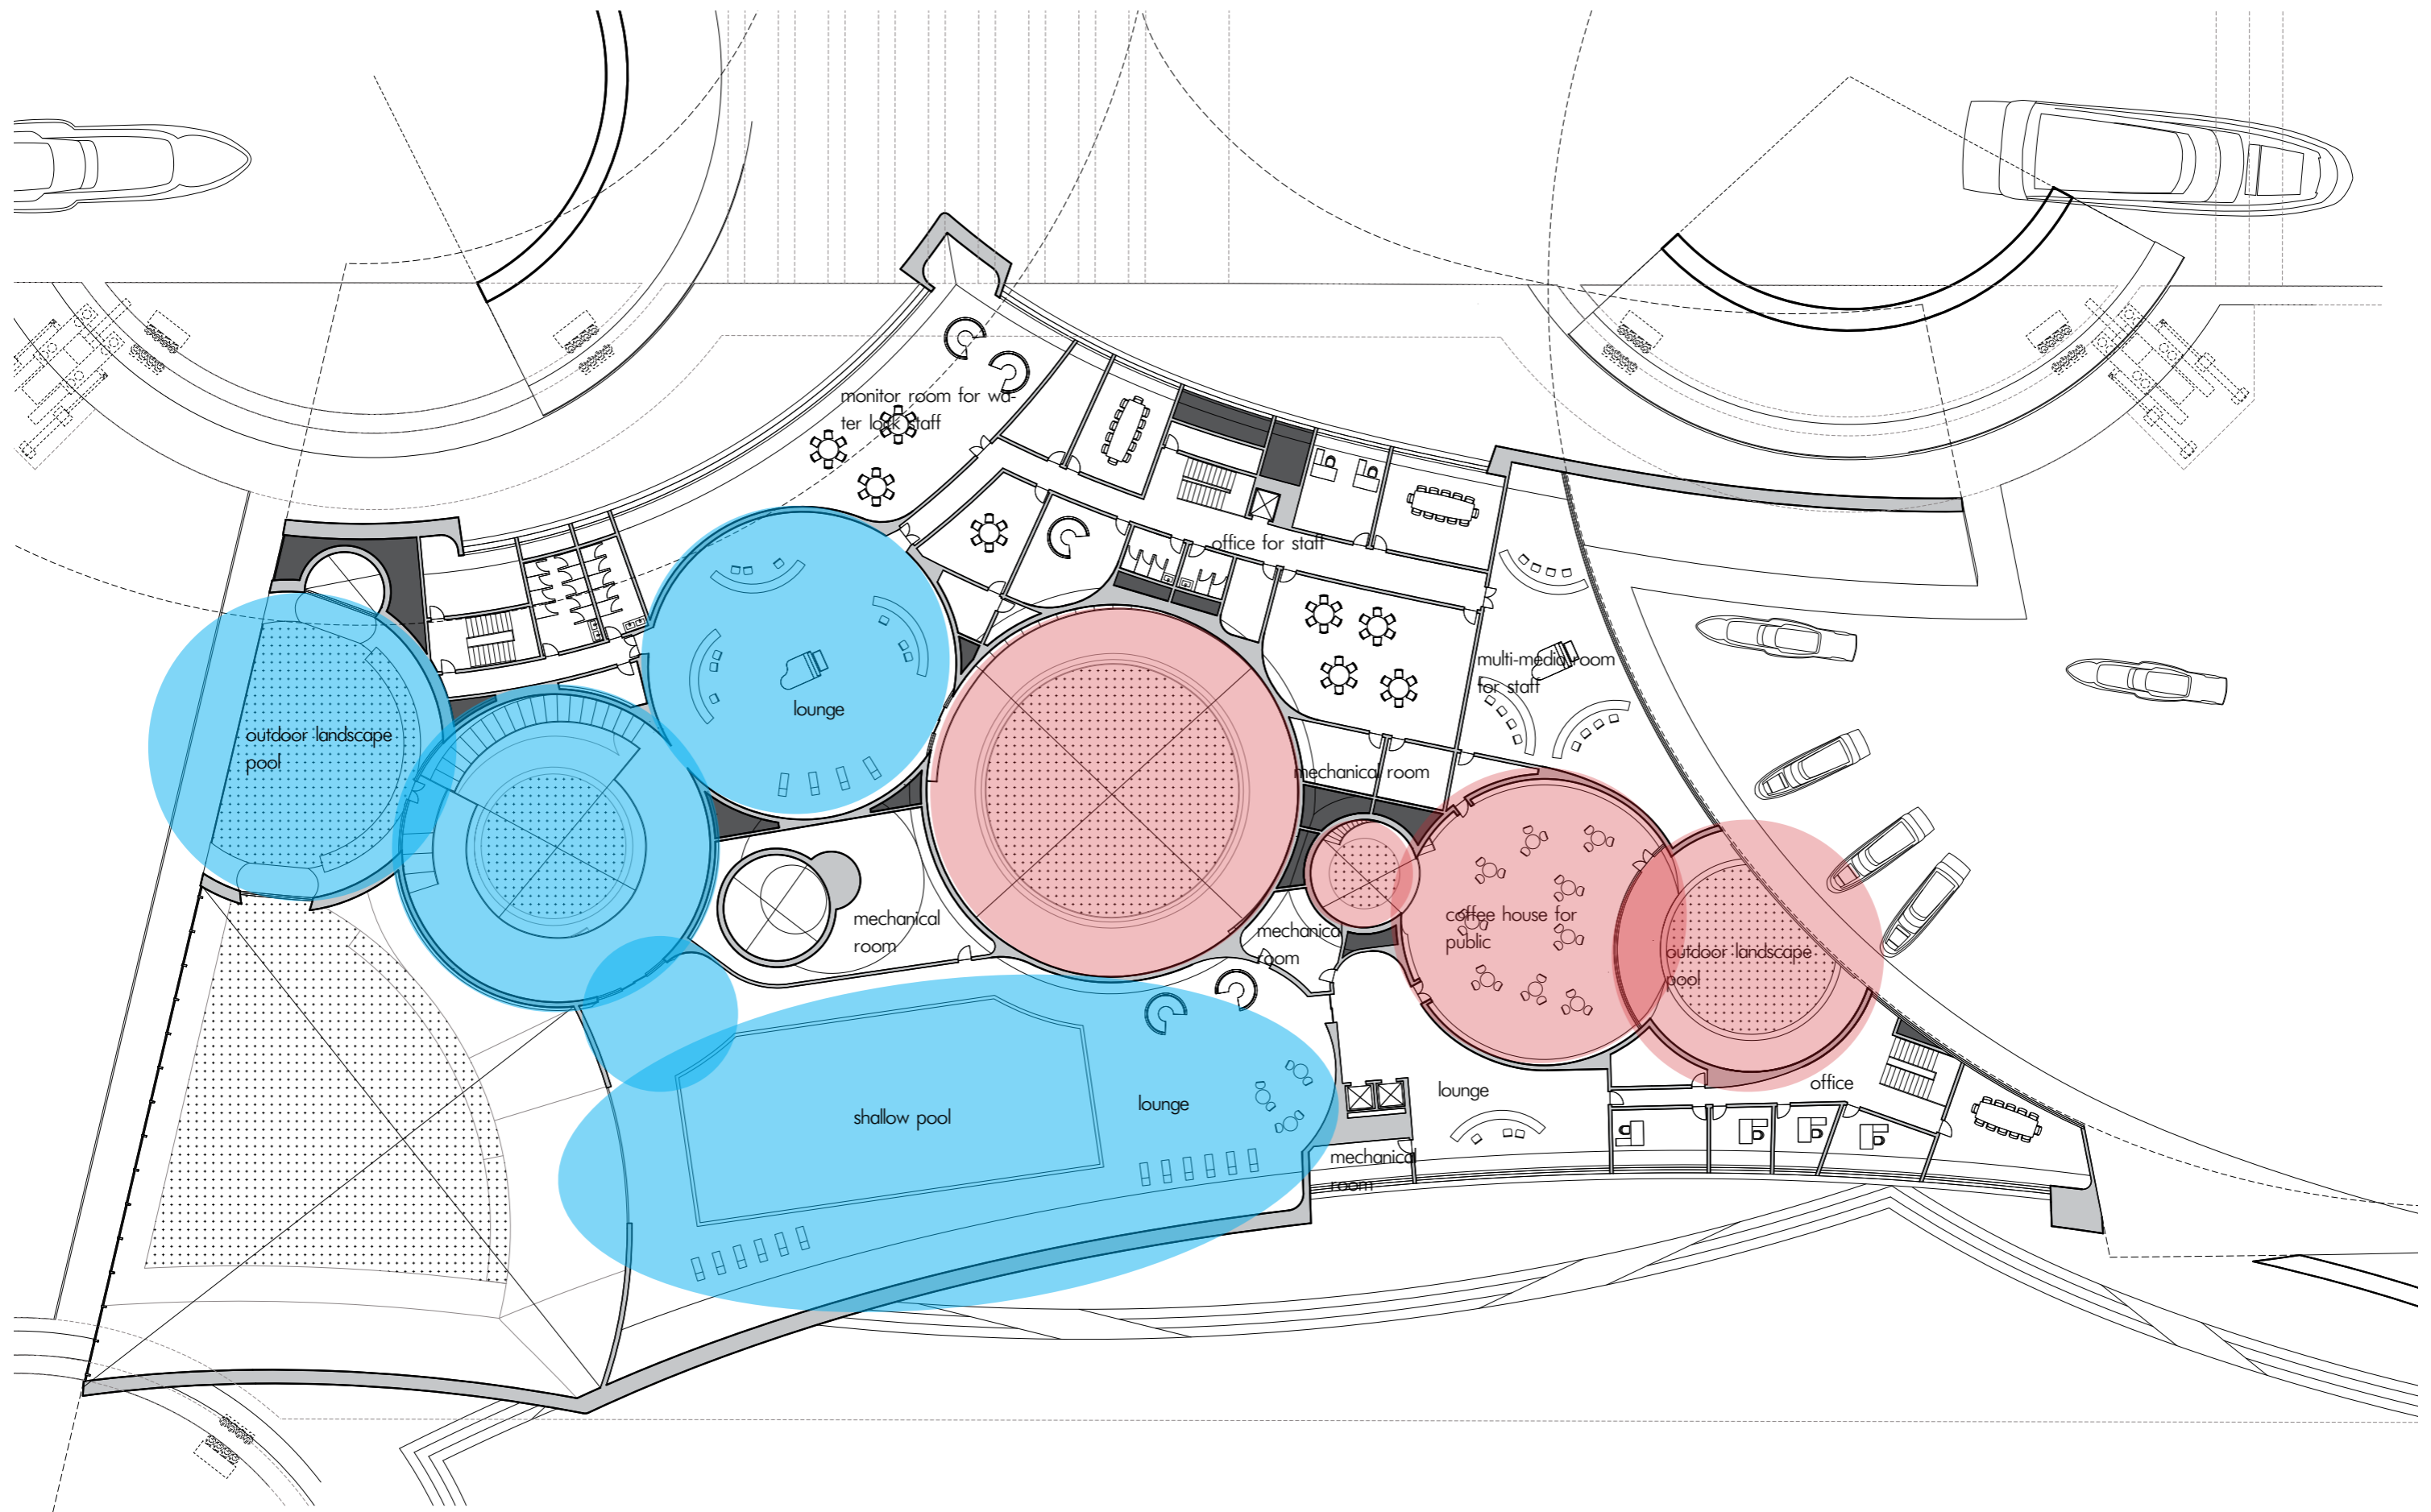 monitor room for wa-
ter lock staff
office for staff
multi-media room
for staff
lounge
outdoor landscape
pool
mechanical room
mechanical
room
mechanical
room
coffee house for
public
outdoor landscape
pool
shallow pool
lounge
lounge
office
mechanical
room